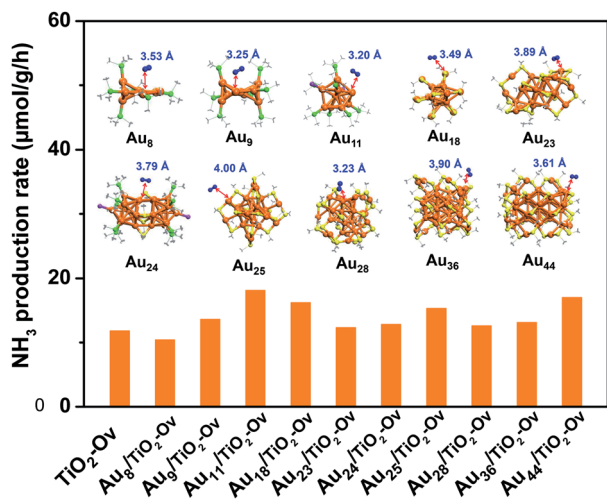 NH₃ production rate (μmol/g/h)
60
40
20
0
0
3.53 Å
3.25 Å
3.20 Å
3.49 Å
3.89 Å
Au₈
Au₉
Au₁₁
Au₁₈
Au₂₃
3.79 Å
4.00 Å
3.23 Å
3.90 Å
3.61 Å
Au₂₄
Au₂₅
Au₂₈
Au₃₆
Au₄₄
TiO₂-Ov
Au₈/TiO₂-Ov
Au₉/TiO₂-Ov
Au₁₁/TiO₂-Ov
Au₁₈/TiO₂-Ov
Au₂₃/TiO₂-Ov
Au₂₄/TiO₂-Ov
Au₂₅/TiO₂-Ov
Au₂₈/TiO₂-Ov
Au₃₆/TiO₂-Ov
Au₄₄/TiO₂-Ov